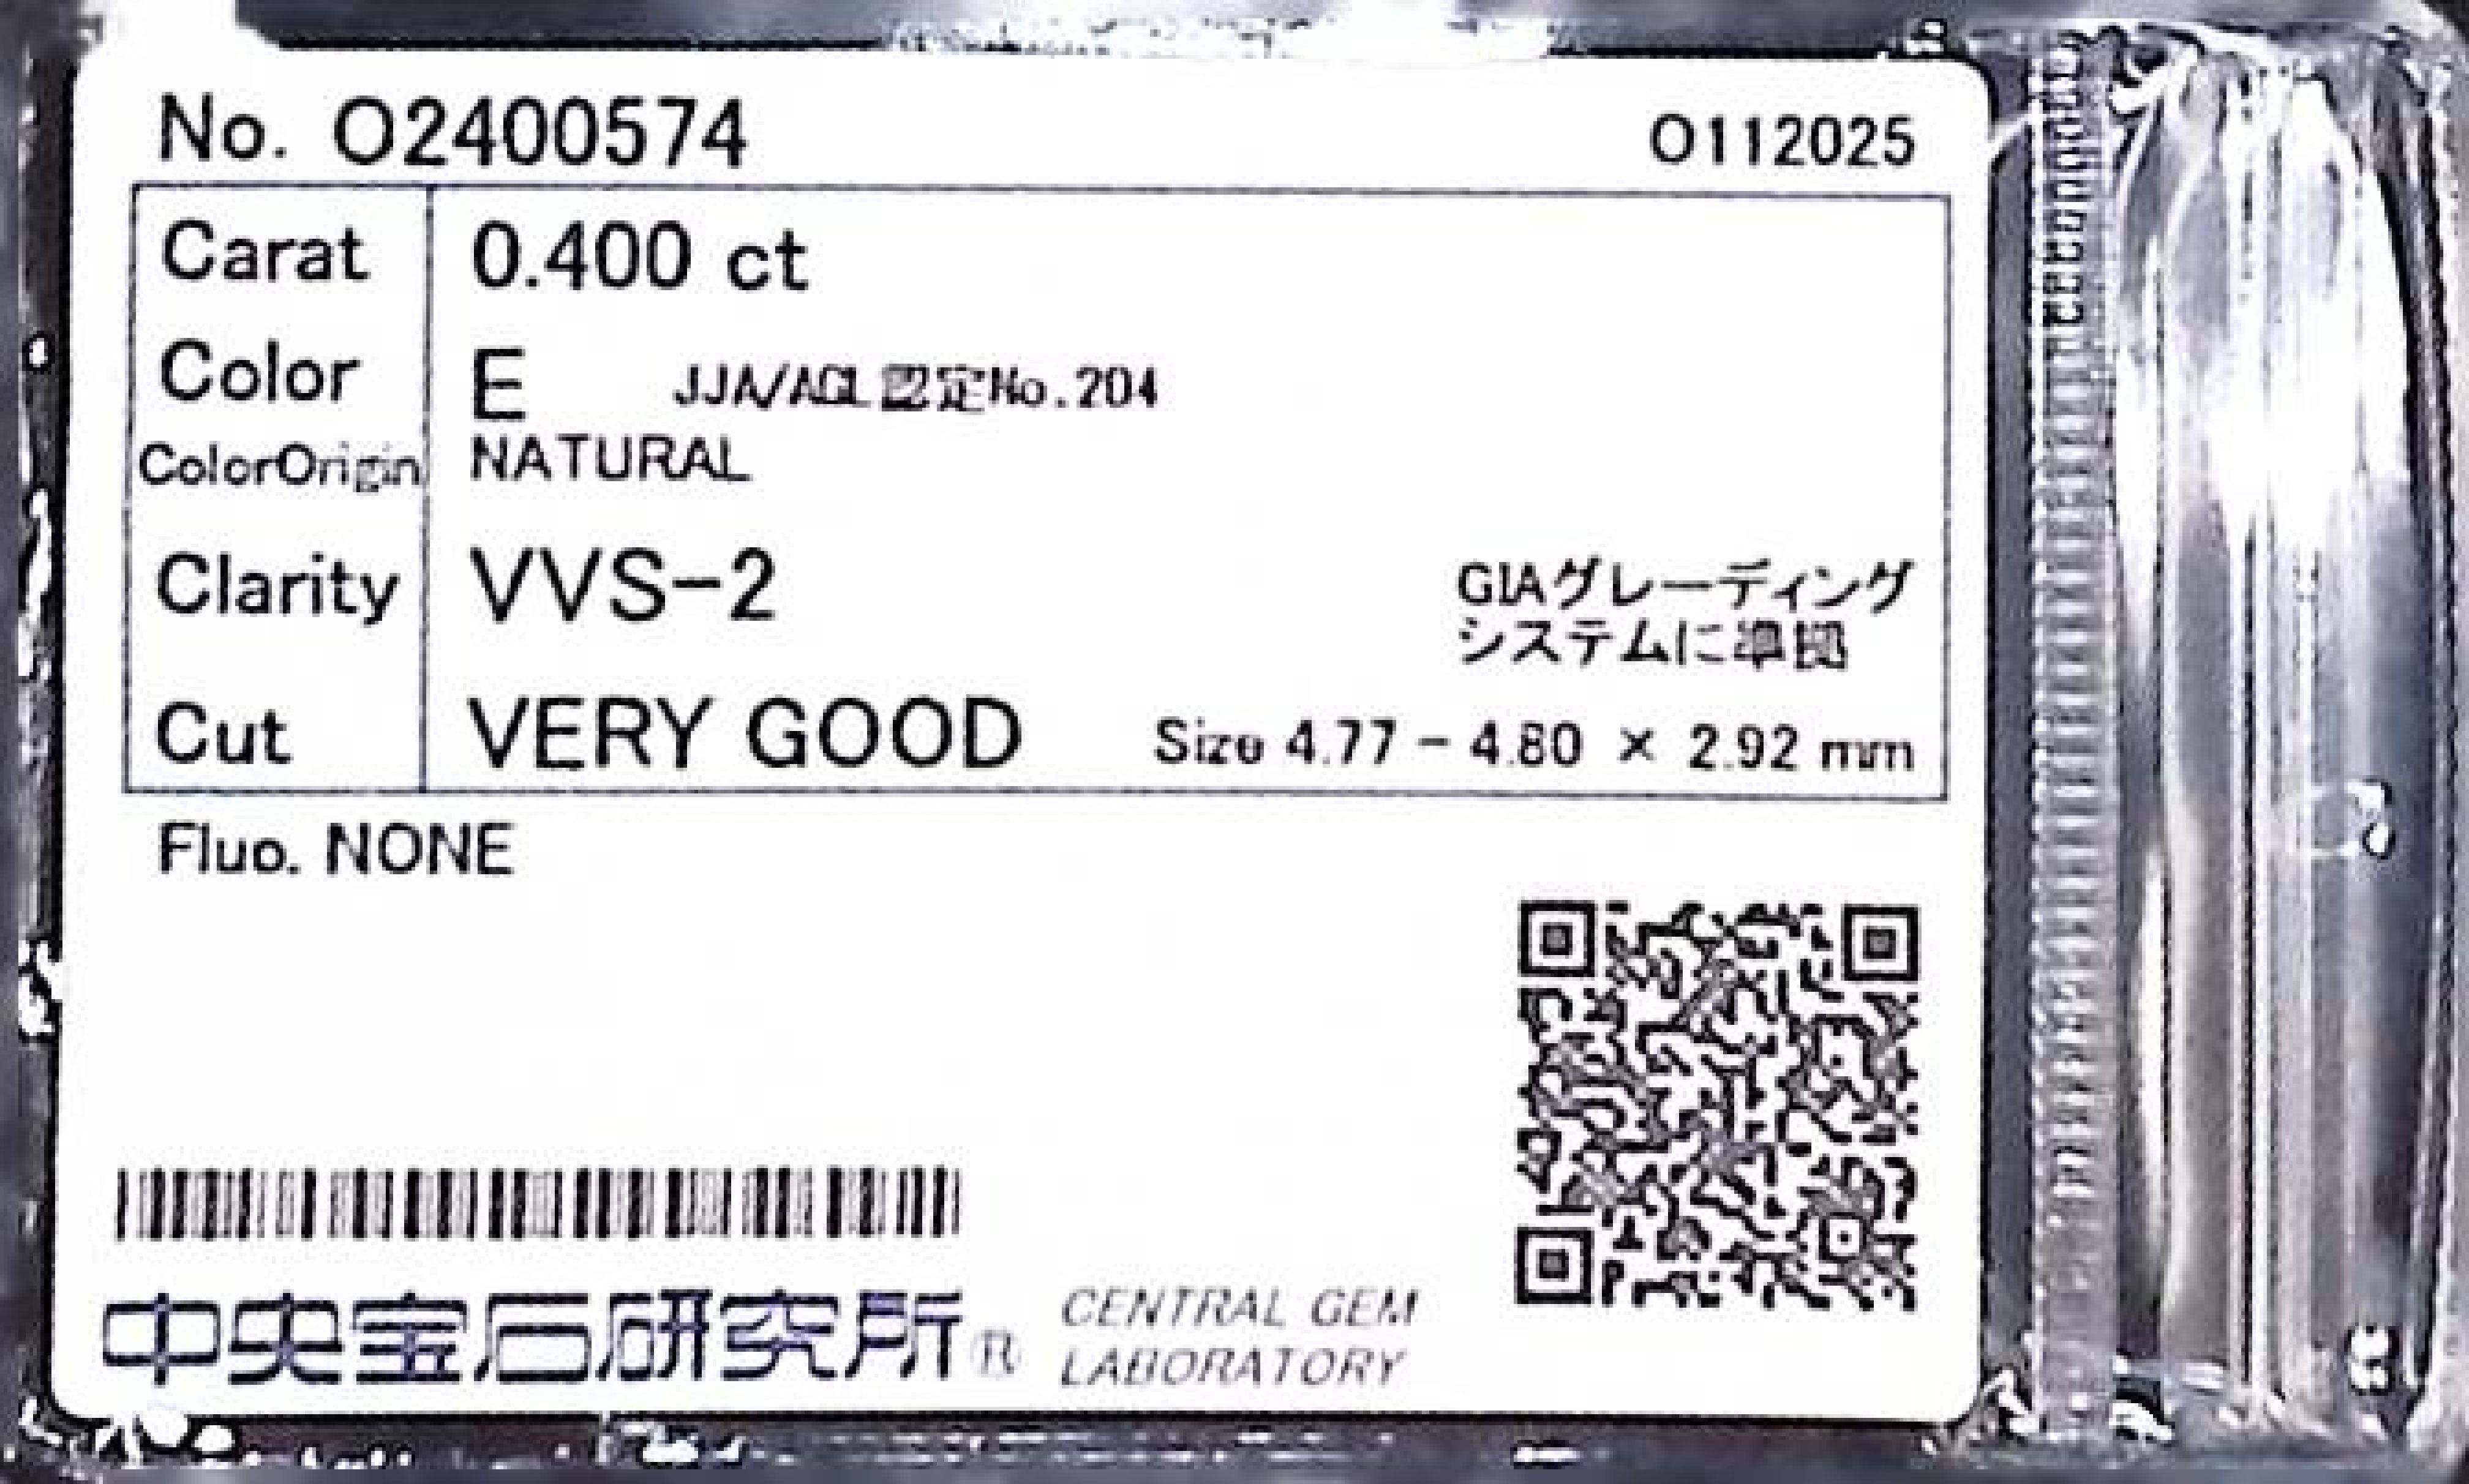 No. O2400574 O112025
Carat 0.400 ct
Color E JJA/AGL認定No.204
ColorOrigin NATURAL
Clarity VVS-2
GIAグレーディング
システムに準拠
Cut VERY GOOD Size 4.77 - 4.80 × 2.92 mm
Fluo. NONE
中央宝石研究所® CENTRAL GEM
LABORATORY